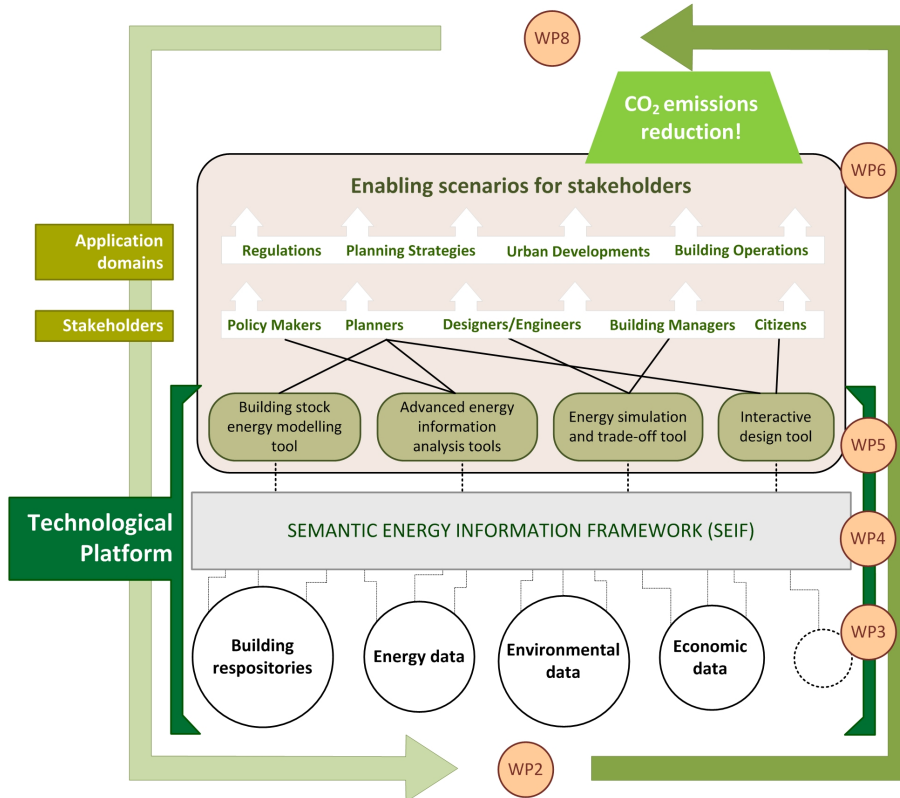 WP8
CO₂ emissions
reduction!
WP6
Enabling scenarios for stakeholders
Application
domains
Regulations
Planning Strategies
Urban Developments
Building Operations
Stakeholders
Policy Makers
Planners
Designers/Engineers
Building Managers
Citizens
Building stock
energy modelling
tool
Advanced energy
information
analysis tools
Energy simulation
and trade-off tool
Interactive
design tool
WP5
Technological
Platform
SEMANTIC ENERGY INFORMATION FRAMEWORK (SEIF)
WP4
Building
respositories
Energy data
Environmental
data
Economic
data
WP3
WP2